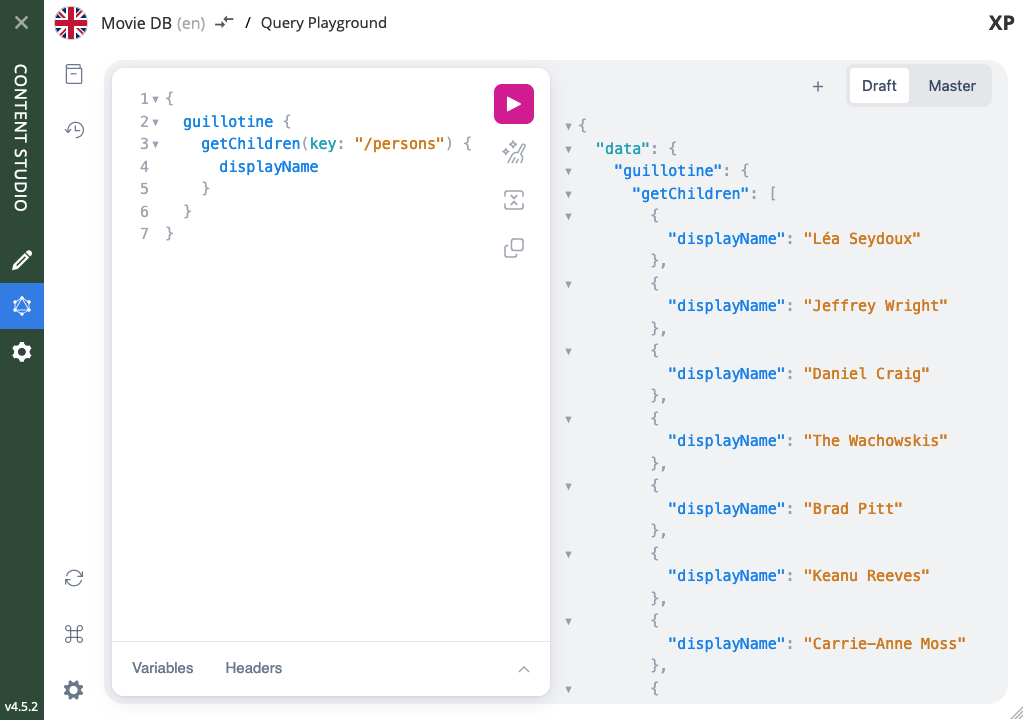 Movie DB (en) / Query Playground
XP
CONTENT STUDIO
v4.5.2
1 {
2 guillotine {
3 getChildren(key: "/persons") {
4 displayName
5 }
6 }
7 }
Variables Headers
+ Draft Master
{
"data": {
"guillotine": {
"getChildren": [
{
"displayName": "Léa Seydoux"
},
{
"displayName": "Jeffrey Wright"
},
{
"displayName": "Daniel Craig"
},
{
"displayName": "The Wachowskis"
},
{
"displayName": "Brad Pitt"
},
{
"displayName": "Keanu Reeves"
},
{
"displayName": "Carrie-Anne Moss"
},
{